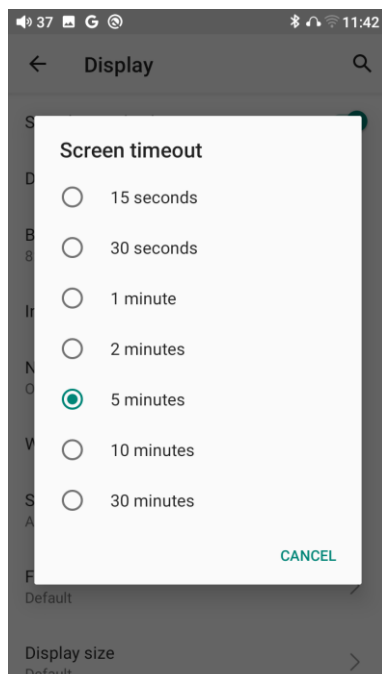 37 G 11:42
Display
Screen timeout
15 seconds
30 seconds
1 minute
2 minutes
5 minutes
10 minutes
30 minutes
CANCEL
Default
Display size
Default